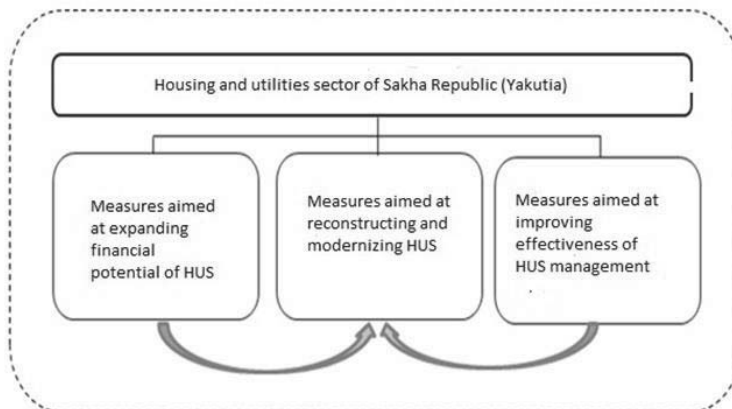 Housing and utilities sector of Sakha Republic (Yakutia)
Measures aimed
at expanding
financial
potential of HUS
Measures aimed at
reconstructing and
modernizing HUS
Measures aimed at
improving
effectiveness of
HUS management